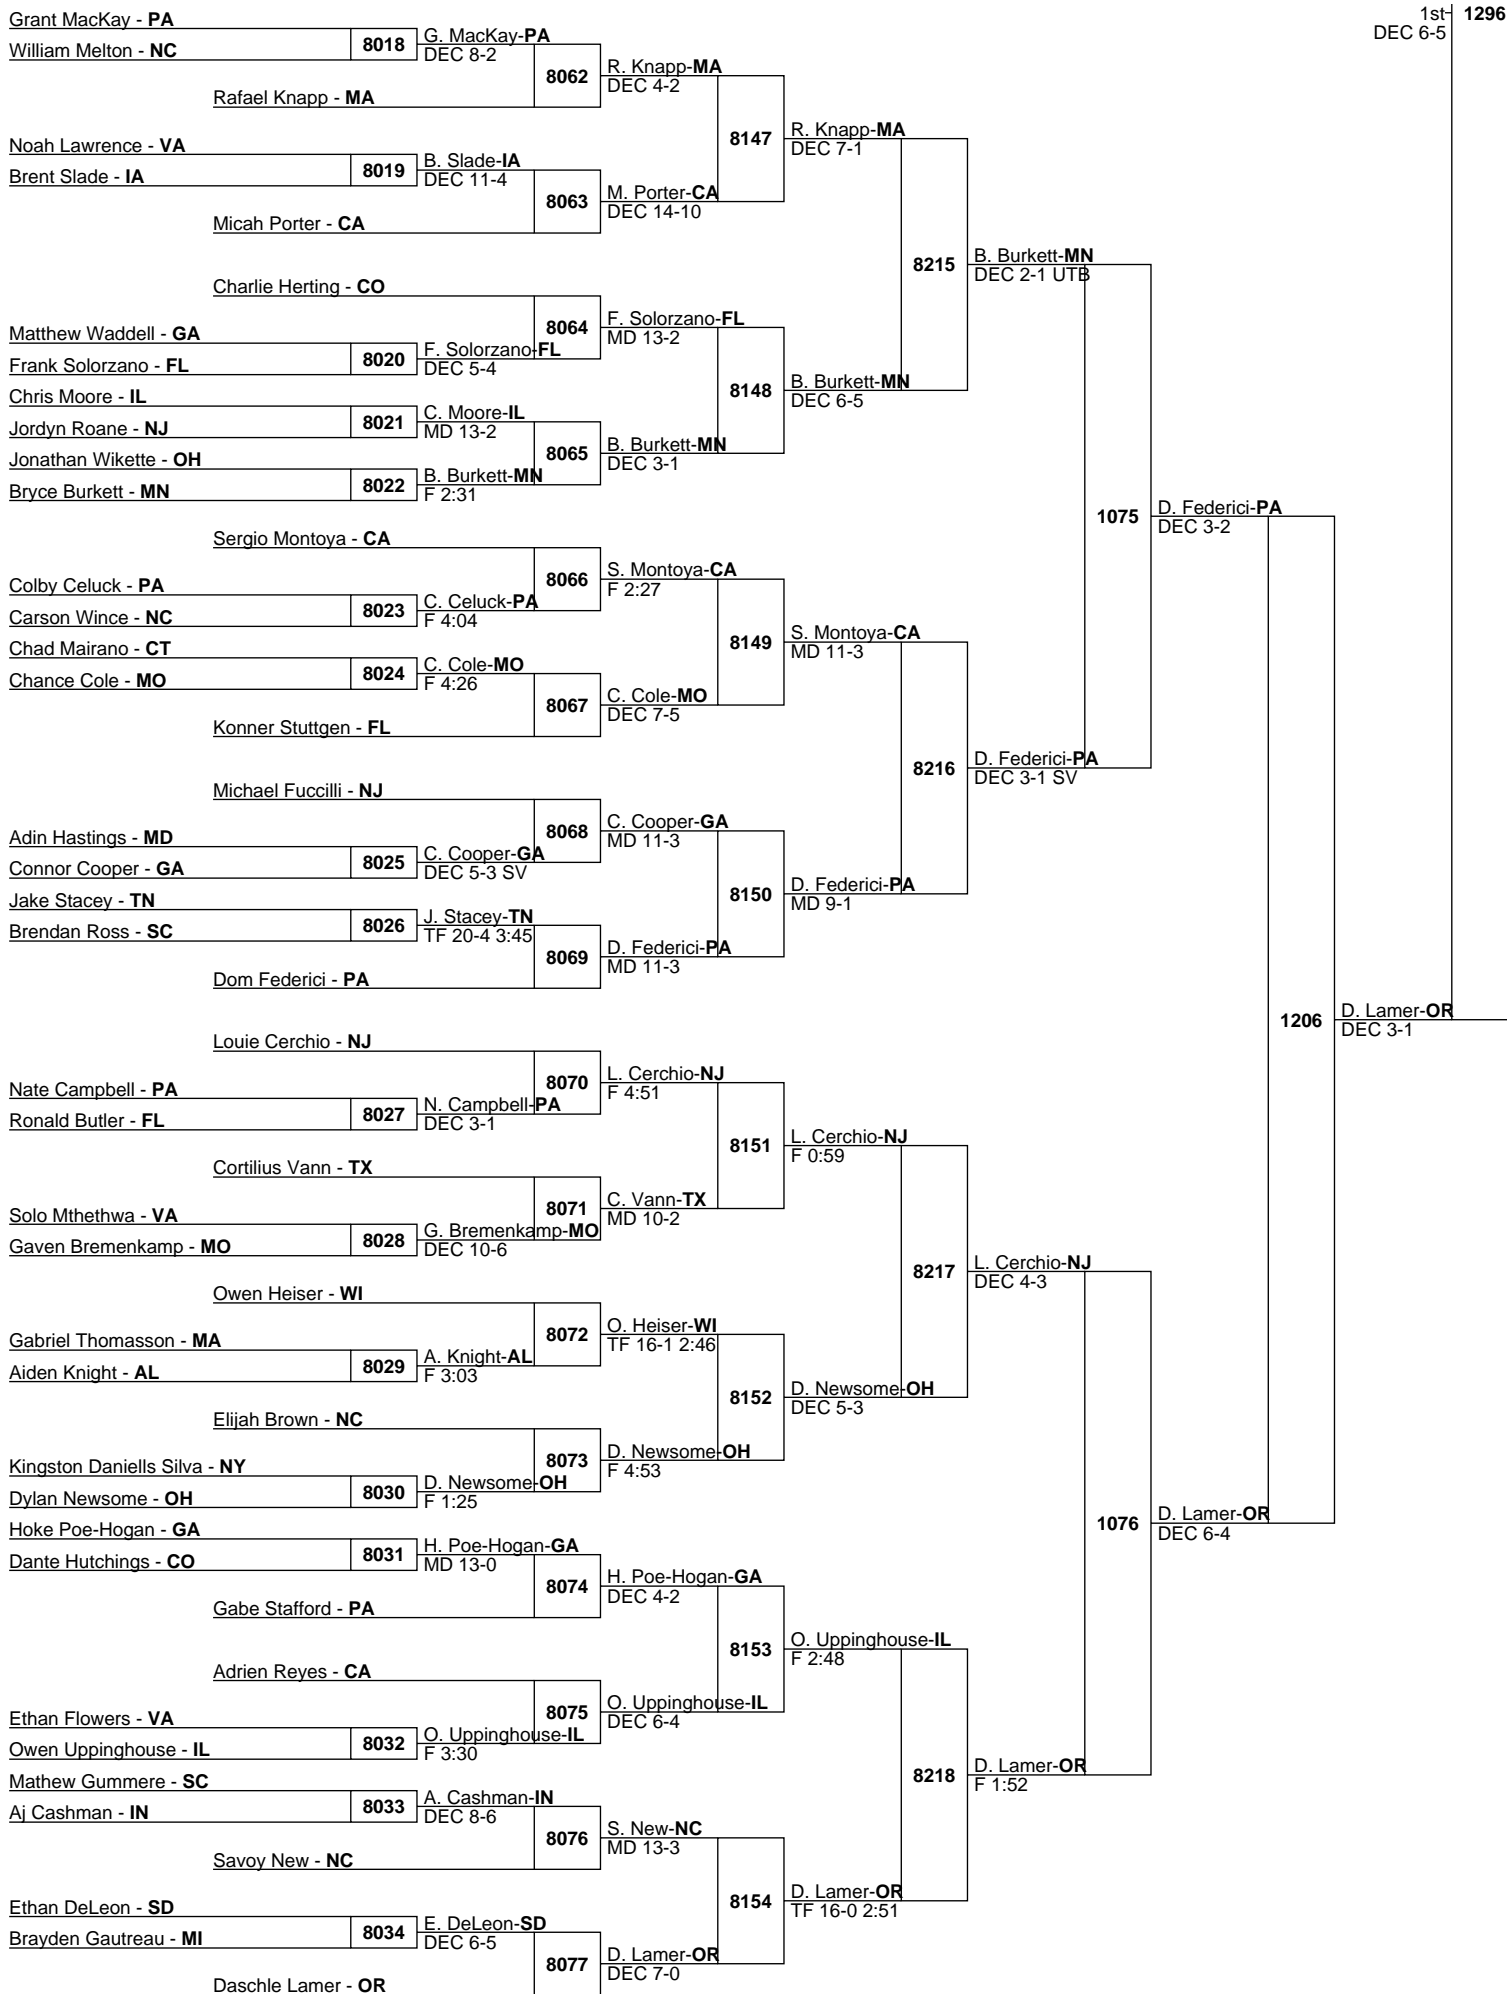 1st 1296
DEC 6-5
Grant MacKay - PA
William Melton - NC
8018
G. MacKay-PA
DEC 8-2
Rafael Knapp - MA
8062
R. Knapp-MA
DEC 4-2
Noah Lawrence - VA
Brent Slade - IA
8019
B. Slade-IA
DEC 11-4
Micah Porter - CA
8063
M. Porter-CA
DEC 14-10
8147
R. Knapp-MA
DEC 7-1
Charlie Herting - CO
Matthew Waddell - GA
Frank Solorzano - FL
8020
F. Solorzano-FL
DEC 5-4
8064
F. Solorzano-FL
MD 13-2
Chris Moore - IL
Jordyn Roane - NJ
8021
C. Moore-IL
MD 13-2
Jonathan Wikette - OH
Bryce Burkett - MN
8022
B. Burkett-MN
F 2:31
8065
B. Burkett-MN
DEC 3-1
8148
B. Burkett-MN
DEC 6-5
8215
B. Burkett-MN
DEC 2-1 UTB
Sergio Montoya - CA
Colby Celuck - PA
Carson Wince - NC
8023
C. Celuck-PA
F 4:04
8066
S. Montoya-CA
F 2:27
Chad Mairano - CT
Chance Cole - MO
8024
C. Cole-MO
F 4:26
Konner Stuttgen - FL
8067
C. Cole-MO
DEC 7-5
8149
S. Montoya-CA
MD 11-3
Michael Fuccilli - NJ
Adin Hastings - MD
Connor Cooper - GA
8025
C. Cooper-GA
DEC 5-3 SV
8068
C. Cooper-GA
MD 11-3
Jake Stacey - TN
Brendan Ross - SC
8026
J. Stacey-TN
TF 20-4 3:45
Dom Federici - PA
8069
D. Federici-PA
MD 11-3
8150
D. Federici-PA
MD 9-1
8216
D. Federici-PA
DEC 3-1 SV
1075
D. Federici-PA
DEC 3-2
Louie Cerchio - NJ
Nate Campbell - PA
Ronald Butler - FL
8027
N. Campbell-PA
DEC 3-1
8070
L. Cerchio-NJ
F 4:51
Cortilius Vann - TX
Solo Mthethwa - VA
Gaven Bremenkamp - MO
8028
G. Bremenkamp-MO
DEC 10-6
8071
C. Vann-TX
MD 10-2
8151
L. Cerchio-NJ
F 0:59
Owen Heiser - WI
Gabriel Thomasson - MA
Aiden Knight - AL
8029
A. Knight-AL
F 3:03
8072
O. Heiser-WI
TF 16-1 2:46
Elijah Brown - NC
Kingston Daniells Silva - NY
Dylan Newsome - OH
8030
D. Newsome-OH
F 1:25
8073
D. Newsome-OH
F 4:53
8152
D. Newsome-OH
DEC 5-3
8217
L. Cerchio-NJ
DEC 4-3
Hoke Poe-Hogan - GA
Dante Hutchings - CO
8031
H. Poe-Hogan-GA
MD 13-0
Gabe Stafford - PA
8074
H. Poe-Hogan-GA
DEC 4-2
Adrien Reyes - CA
Ethan Flowers - VA
Owen Uppinghouse - IL
8032
O. Uppinghouse-IL
F 3:30
8075
O. Uppinghouse-IL
DEC 6-4
8153
O. Uppinghouse-IL
F 2:48
Mathew Gummere - SC
Aj Cashman - IN
8033
A. Cashman-IN
DEC 8-6
Savoy New - NC
8076
S. New-NC
MD 13-3
Ethan DeLeon - SD
Brayden Gautreau - MI
8034
E. DeLeon-SD
DEC 6-5
Daschle Lamer - OR
8077
D. Lamer-OR
DEC 7-0
8154
D. Lamer-OR
TF 16-0 2:51
8218
D. Lamer-OR
F 1:52
1076
D. Lamer-OR
DEC 6-4
1206
D. Lamer-OR
DEC 3-1